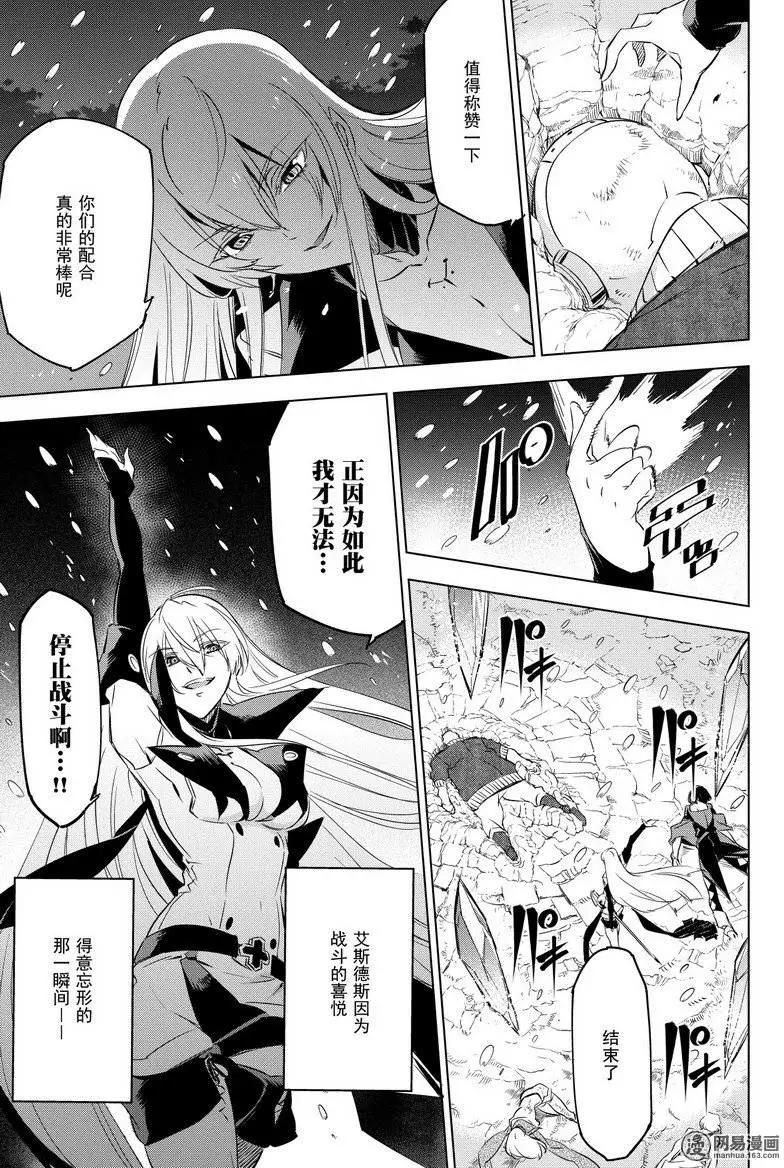 值得称赞一下
你们的配合
真的非常棒呢
パキ
パキ
パキ
パキ
パキ
结束了
正因为如此
我才无法…
停止战斗啊…!!
艾斯德斯因为
战斗的喜悦
得意忘形的
那一瞬间——
网易漫画
manhua.163.com